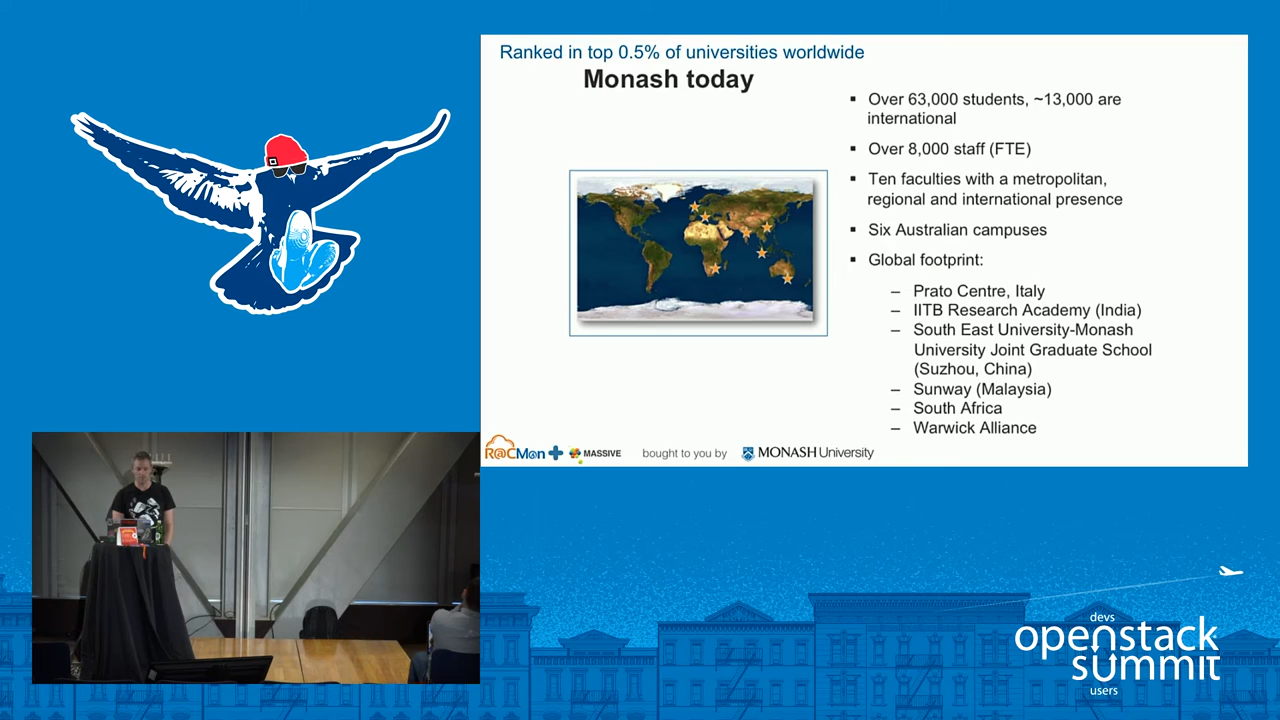 Ranked in top 0.5% of universities worldwide
Monash today
▪ Over 63,000 students, ~13,000 are
international
▪ Over 8,000 staff (FTE)
▪ Ten faculties with a metropolitan,
regional and international presence
▪ Six Australian campuses
▪ Global footprint:
– Prato Centre, Italy
– IITB Research Academy (India)
– South East University-Monash
University Joint Graduate School
(Suzhou, China)
– Sunway (Malaysia)
– South Africa
– Warwick Alliance
R@CMon
MASSIVE
bought to you by
MONASH University
devs
openstack
summit
users